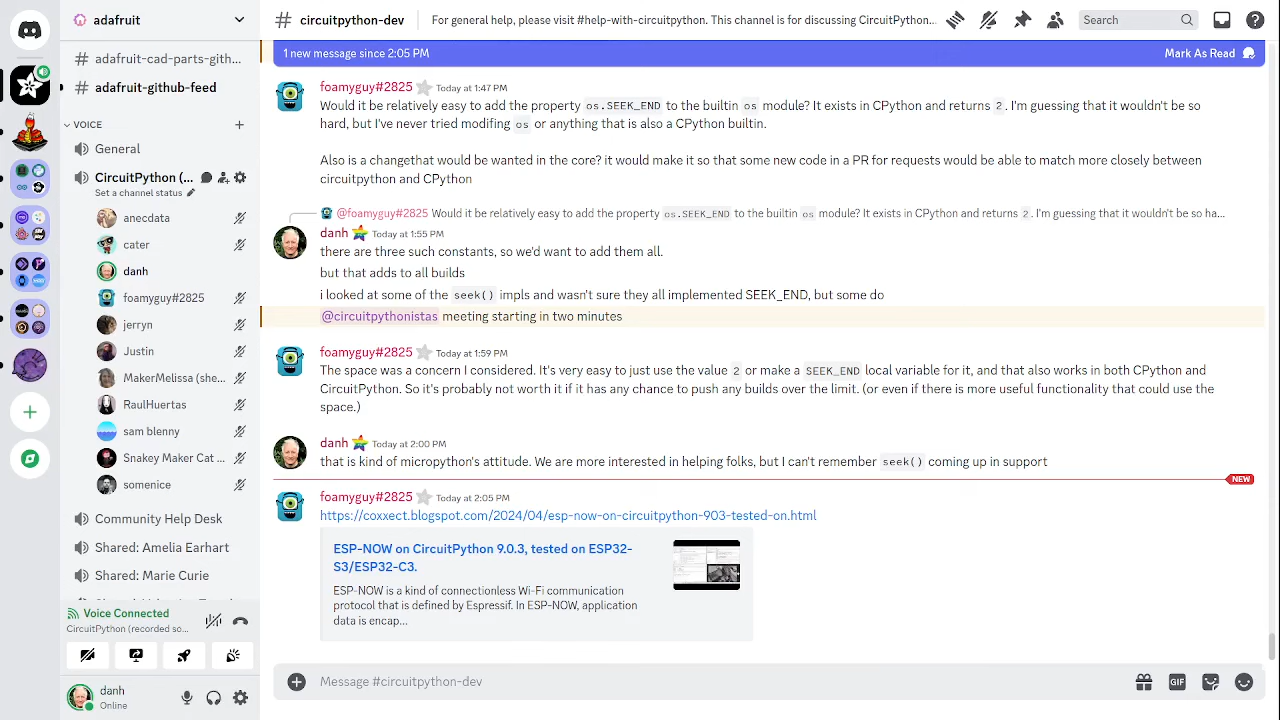 adafruit
circuitpython-dev
For general help, please visit #help-with-circuitpython. This channel is for discussing CircuitPython...
Search
adafruit-cad-parts-gith...
adafruit-github-feed
VOICE
General
CircuitPython (...
Set a channel status
anecdata
cater
danh
foamyguy#2825
jerryn
Justin
MakerMelissa (she...
RaulHuertas
sam blenny
Snakey Maker Cat ...
somenice
Community Help Desk
Shared: Amelia Earhart
Shared: Marie Curie
Voice Connected
CircuitPython (recorded so...
danh
Online
1 new message since 2:05 PM
Mark As Read
foamyguy#2825 Today at 1:47 PM
Would it be relatively easy to add the property os.SEEK_END to the builtin os module? It exists in CPython and returns 2. I'm guessing that it wouldn't be so
hard, but I've never tried modifing os or anything that is also a CPython builtin.
Also is a changethat would be wanted in the core? it would make it so that some new code in a PR for requests would be able to match more closely between
circuitpython and CPython
@foamyguy#2825 Would it be relatively easy to add the property os.SEEK_END to the builtin os module? It exists in CPython and returns 2. I'm guessing that it wouldn't be so ha...
danh Today at 1:55 PM
there are three such constants, so we'd want to add them all.
but that adds to all builds
i looked at some of the seek() impls and wasn't sure they all implemented SEEK_END, but some do
@circuitpythonistas meeting starting in two minutes
foamyguy#2825 Today at 1:59 PM
The space was a concern I considered. It's very easy to just use the value 2 or make a SEEK_END local variable for it, and that also works in both CPython and
CircuitPython. So it's probably not worth it if it has any chance to push any builds over the limit. (or even if there is more useful functionality that could use the
space.)
danh Today at 2:00 PM
that is kind of micropython's attitude. We are more interested in helping folks, but I can't remember seek() coming up in support
NEW
foamyguy#2825 Today at 2:05 PM
https://coxxect.blogspot.com/2024/04/esp-now-on-circuitpython-903-tested-on.html
ESP-NOW on CircuitPython 9.0.3, tested on ESP32-
S3/ESP32-C3.
ESP-NOW is a kind of connectionless Wi-Fi communication
protocol that is defined by Espressif. In ESP-NOW, application
data is encap...
Message #circuitpython-dev
GIF